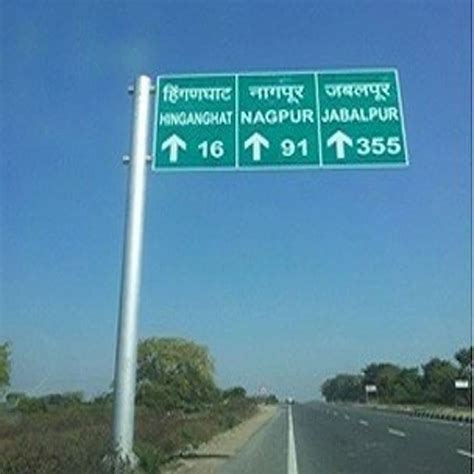 हिंगणघाट
HINGANGHAT
↑ 16
नागपूर
NAGPUR
↑ 91
जबलपूर
JABALPUR
↑ 355